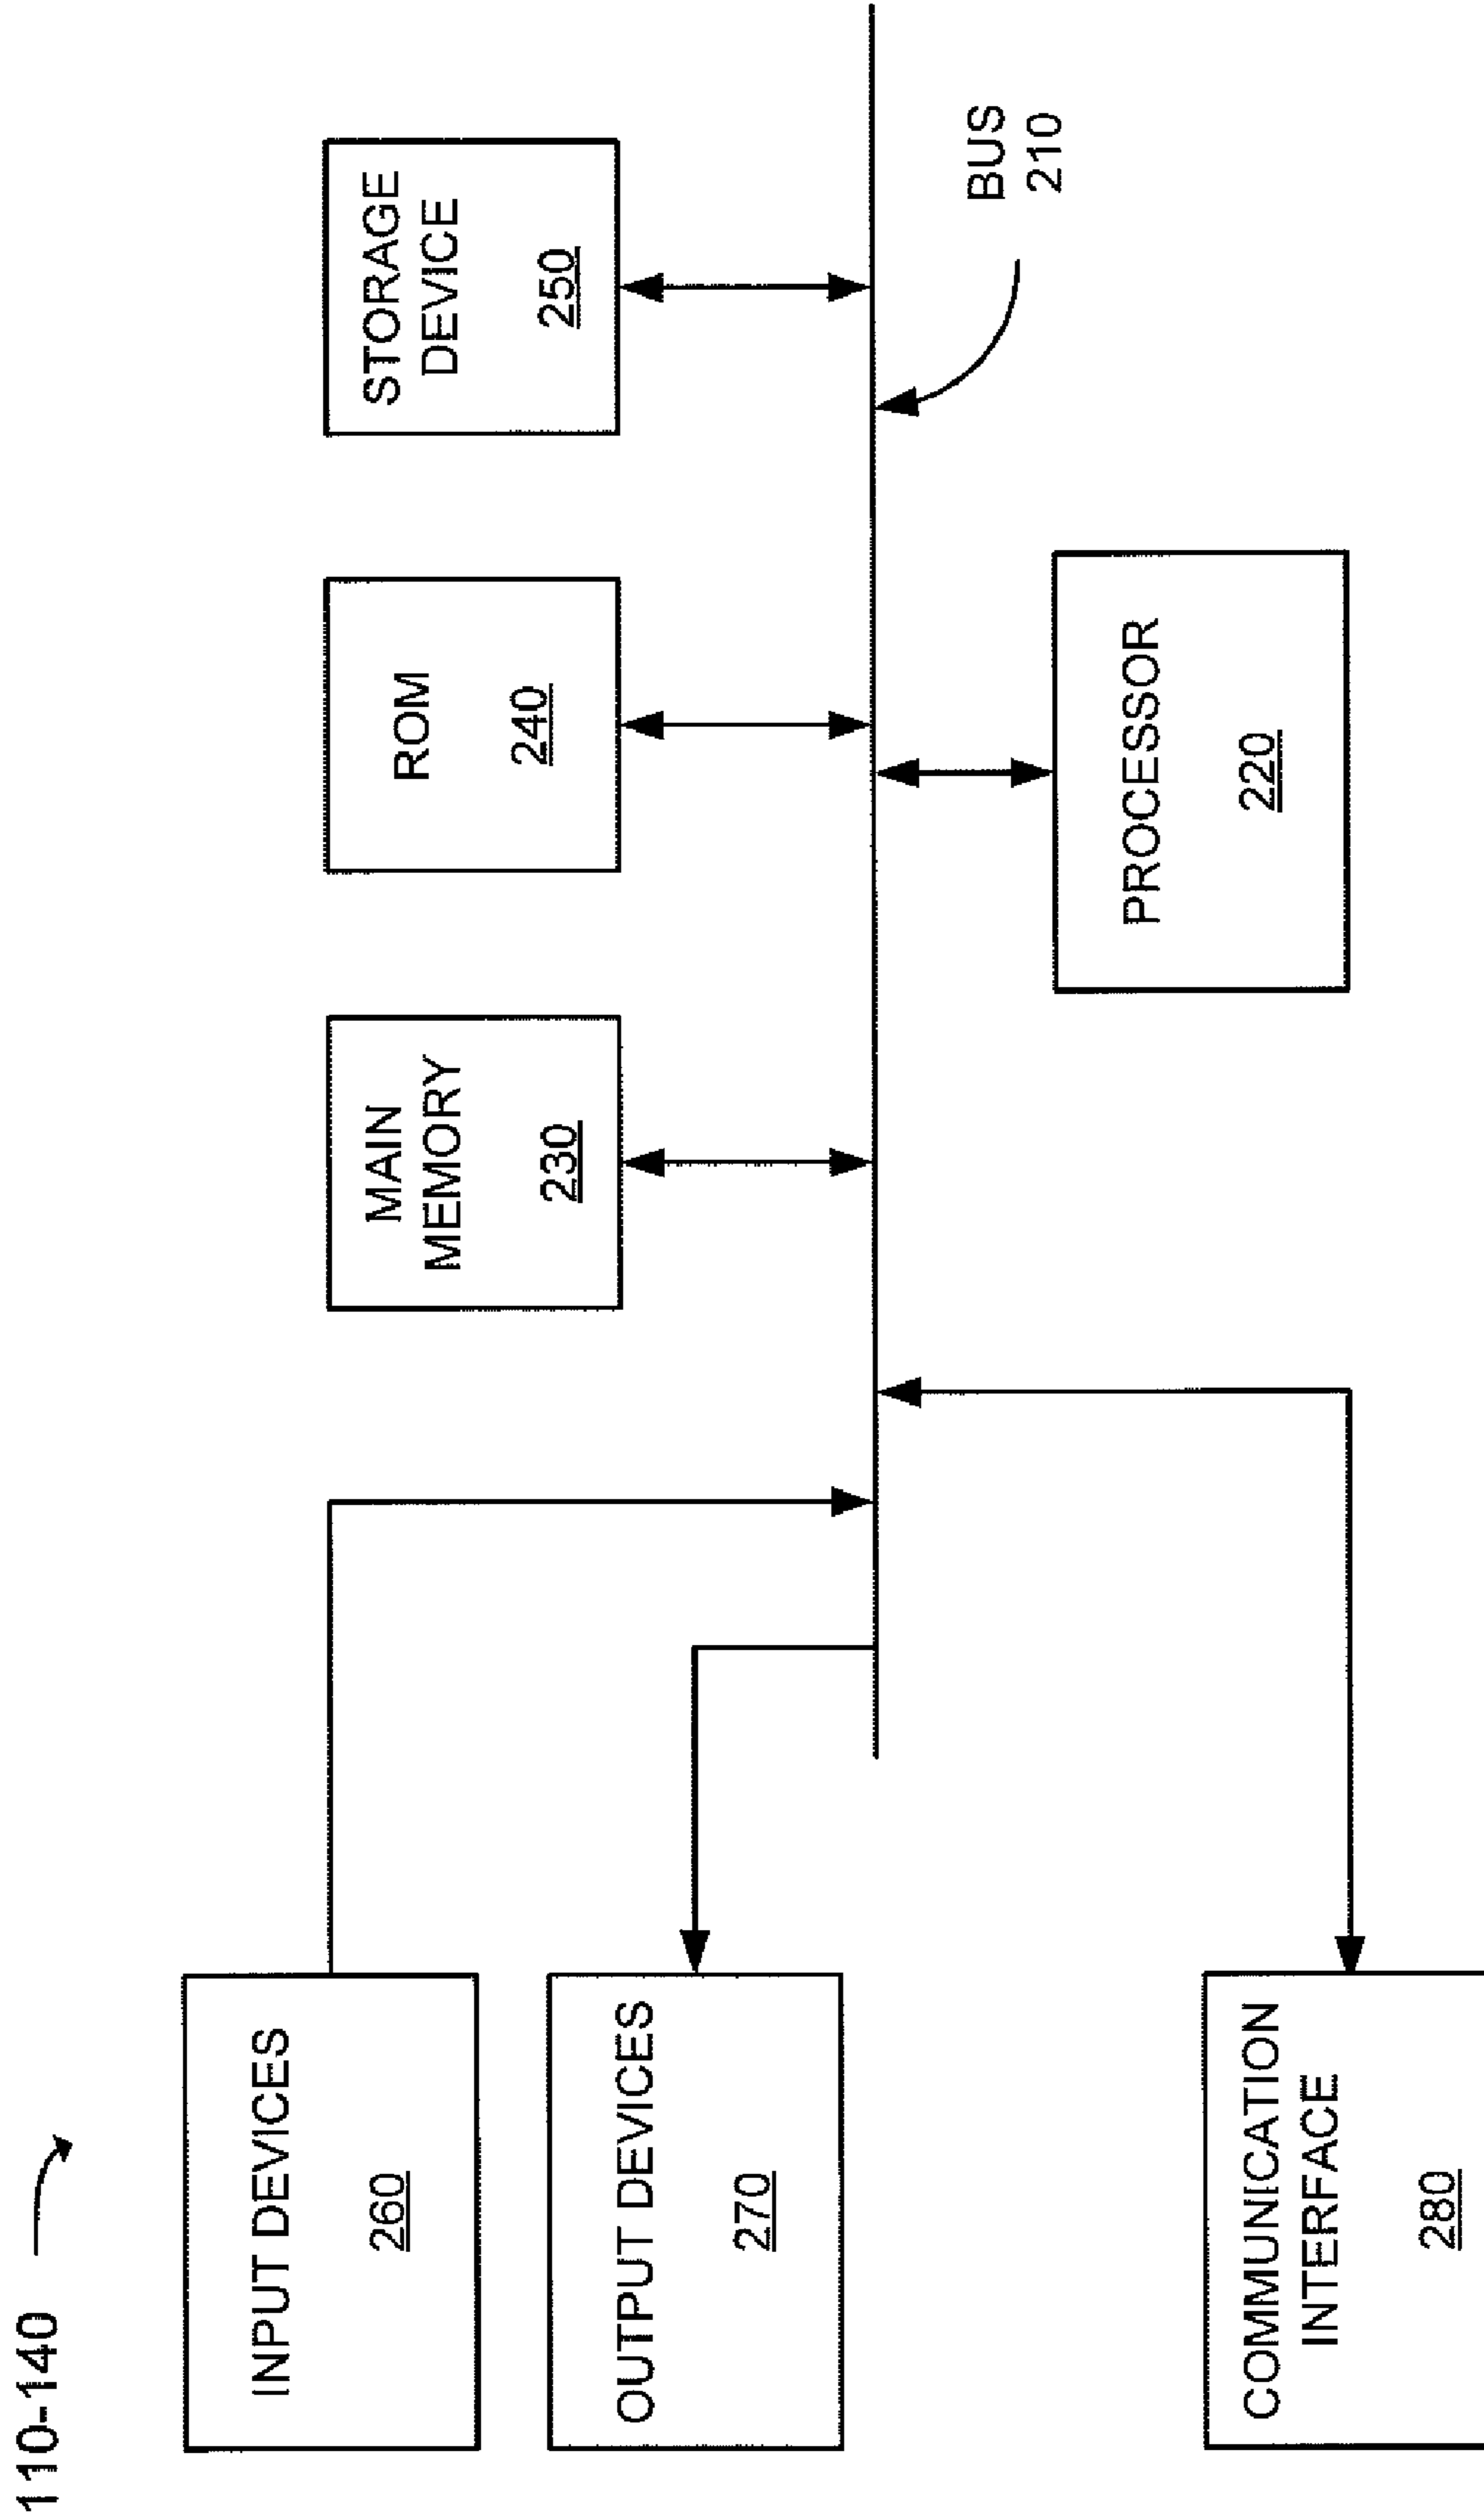 110-140
INPUT DEVICES
260
OUTPUT DEVICES
270
COMMUNICATION
INTERFACE
280
MAIN
MEMORY
230
ROM
240
STORAGE
DEVICE
250
PROCESSOR
220
BUS
210